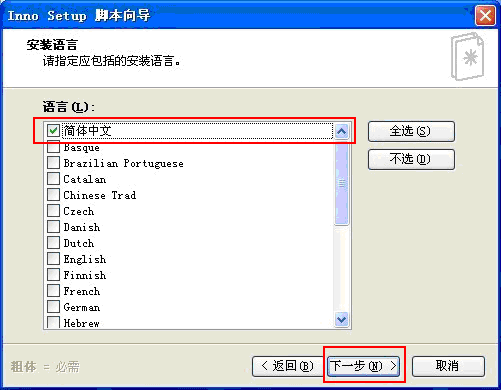 Inno Setup 脚本向导
安装语言
请指定应包括的安装语言。
语言(L):
简体中文
Basque
Brazilian Portuguese
Catalan
Chinese Trad
Czech
Danish
Dutch
English
Finnish
French
German
Hebrew
全选(S)
不选(D)
粗体 = 必需
< 返回(B)
下一步(N) >
取消